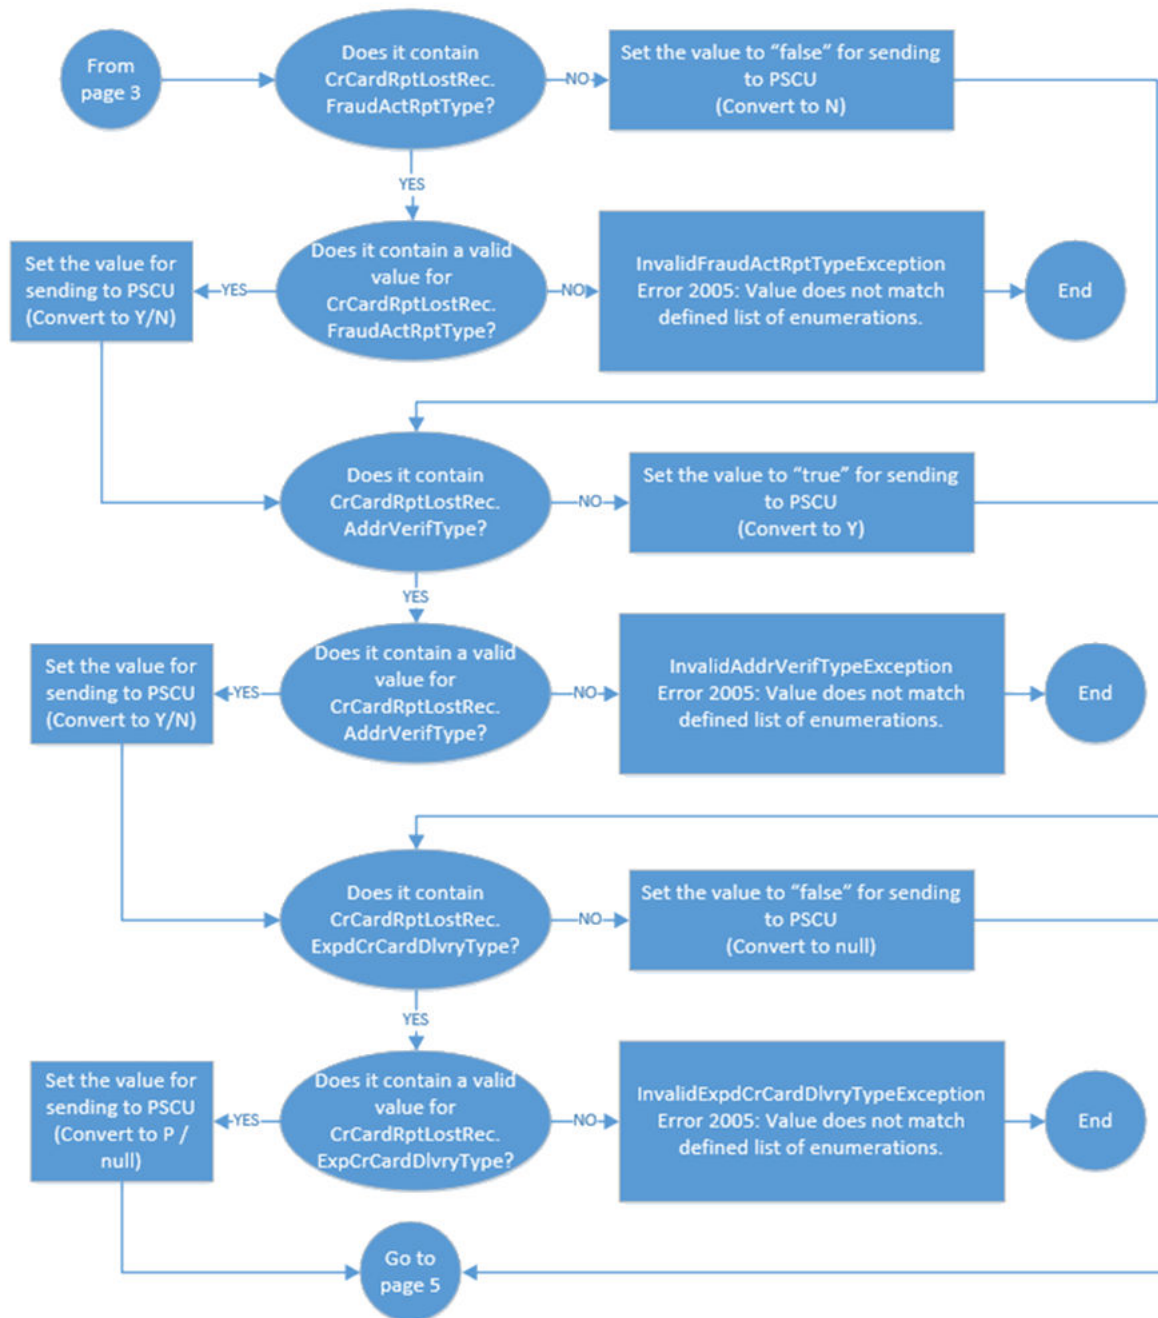 From
page 3
Does it contain
CrCardRptLostRec.
FraudActRptType?
NO
Set the value to “false” for sending
to PSCU
(Convert to N)
YES
Set the value for
sending to PSCU
(Convert to Y/N)
YES
Does it contain a valid
value for
CrCardRptLostRec.
FraudActRptType?
NO
InvalidFraudActRptTypeException
Error 2005: Value does not match
defined list of enumerations.
End
Does it contain
CrCardRptLostRec.
AddrVerifType?
NO
Set the value to “true” for sending
to PSCU
(Convert to Y)
YES
Set the value for
sending to PSCU
(Convert to Y/N)
YES
Does it contain a valid
value for
CrCardRptLostRec.
AddrVerifType?
NO
InvalidAddrVerifTypeException
Error 2005: Value does not match
defined list of enumerations.
End
Does it contain
CrCardRptLostRec.
ExpdCrCardDlvryType?
NO
Set the value to “false” for sending
to PSCU
(Convert to null)
YES
Set the value for
sending to PSCU
(Convert to P /
null)
YES
Does it contain a valid
value for
CrCardRptLostRec.
ExpCrCardDlvryType?
NO
InvalidExpdCrCardDlvryTypeException
Error 2005: Value does not match
defined list of enumerations.
End
Go to
page 5